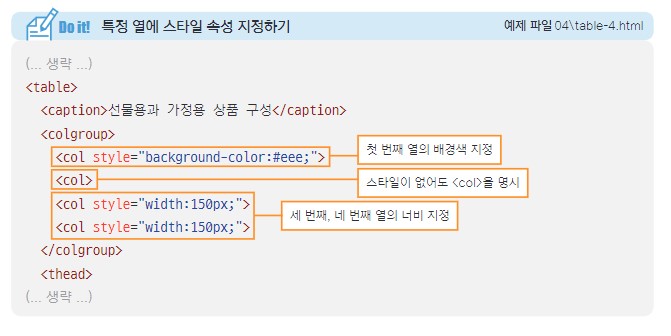 Do it! 특정 열에 스타일 속성 지정하기 예제 파일 04\table-4.html
(... 생략 ...)
<table>
<caption>선물용과 가정용 상품 구성</caption>
<colgroup>
<col style="background-color:#eee;"> 첫 번째 열의 배경색 지정
<col> 스타일이 없어도 <col>을 명시
<col style="width:150px;">
세 번째, 네 번째 열의 너비 지정
<col style="width:150px;">
</colgroup>
<thead>
(... 생략 ...)